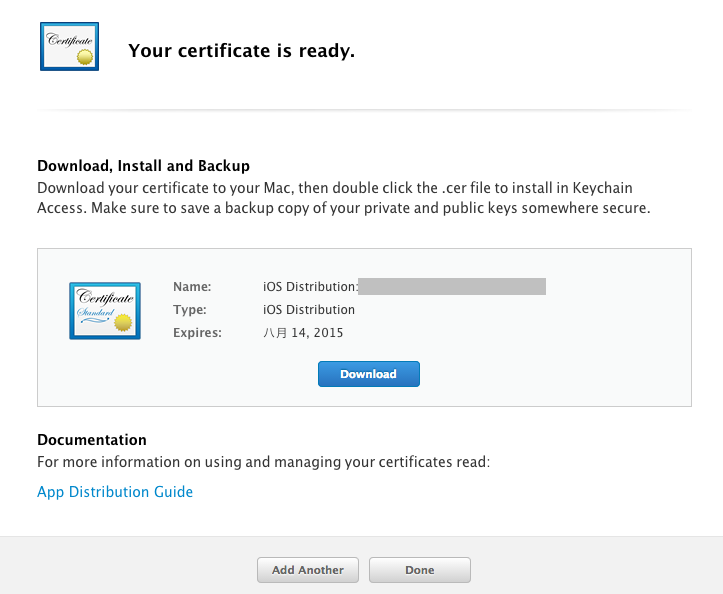 Certificate
Your certificate is ready.
Download, Install and Backup
Download your certificate to your Mac, then double click the .cer file to install in Keychain
Access. Make sure to save a backup copy of your private and public keys somewhere secure.
Certificate
Standard
Name: iOS Distribution:
Type: iOS Distribution
Expires: 八月 14, 2015
Download
Documentation
For more information on using and managing your certificates read:
App Distribution Guide
Add Another Done